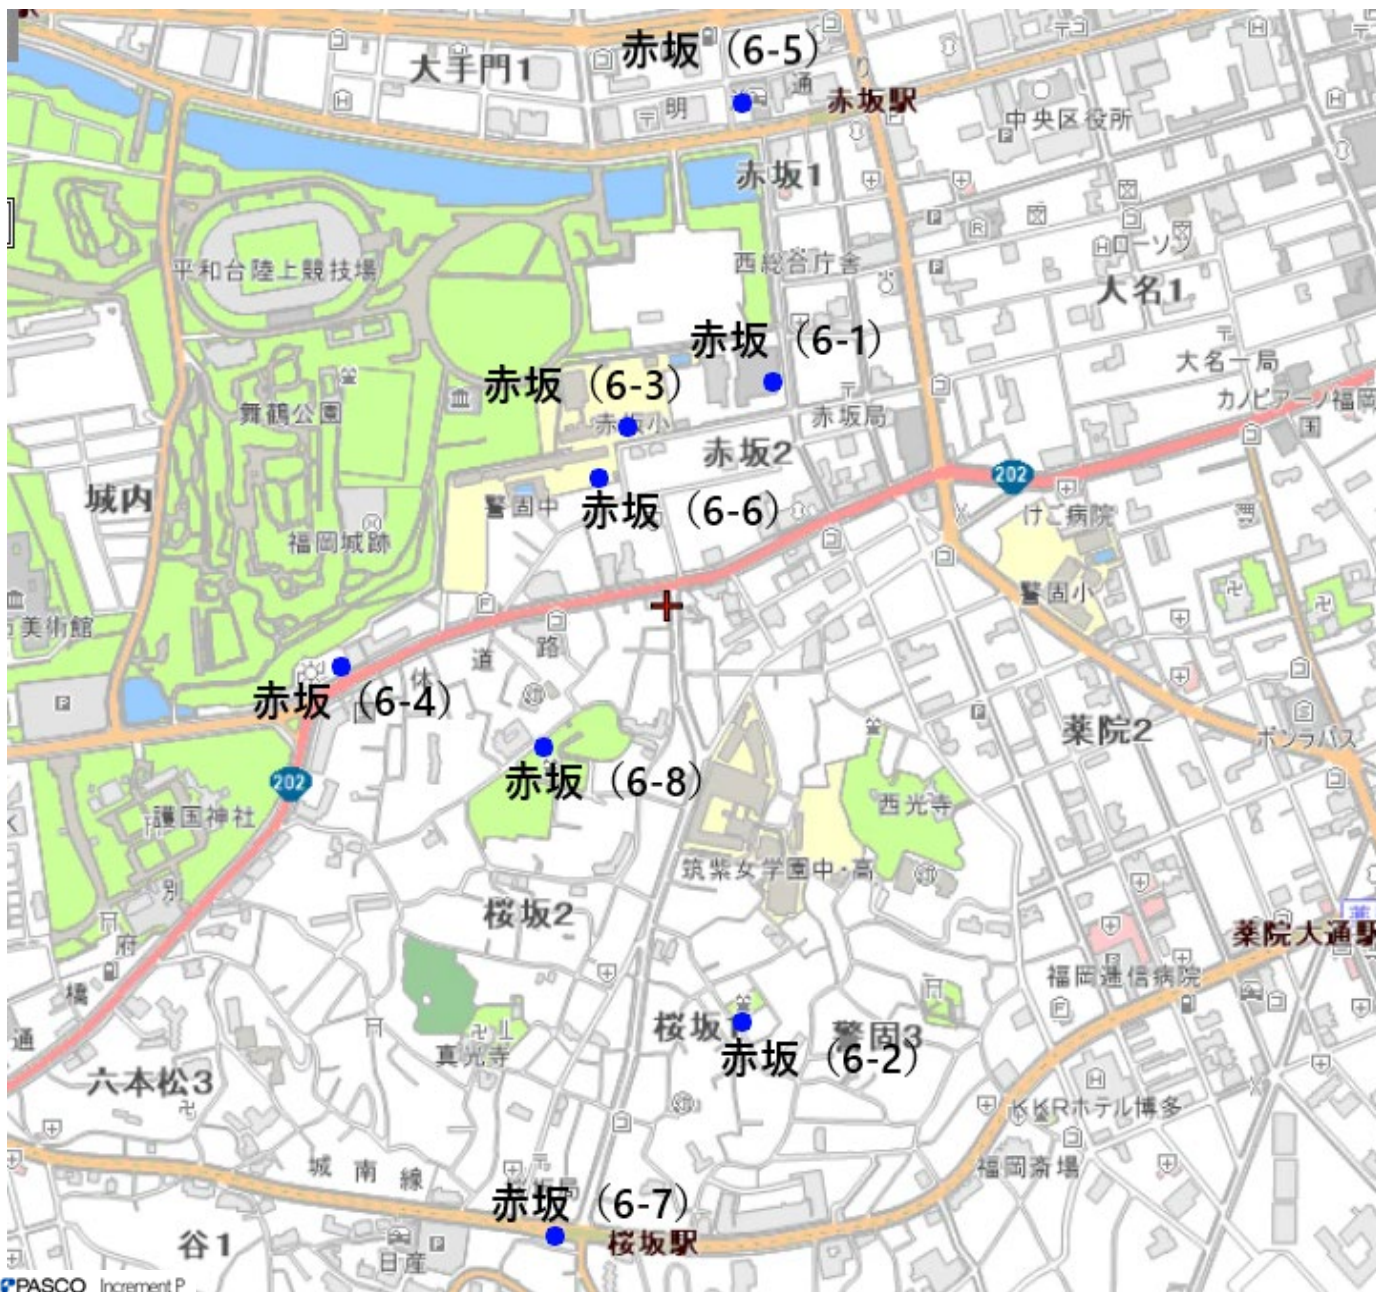 赤坂（6-5）
大手門1
通
赤坂駅
明
中央区役所
赤坂1
西総合庁舎
ローソン
平和台陸上競技場
大名1
赤坂（6-1）
大名一局
赤坂（6-3）
カノビアーノ福岡
舞鶴公園
赤坂局
赤坂小
国
赤坂2
202
城内
警固中
赤坂（6-6）
けご病院
福岡城跡
警固小
美術館
路
道
休
赤坂（6-4）
薬院2
ボンラパス
赤坂（6-8）
202
護国神社
西光寺
筑紫女学園中・高
別
桜坂2
府
薬院大通駅
福岡逓信病院
橋
通
桜坂1
警固3
真光寺
赤坂（6-2）
六本松3
KKRホテル博多
福岡斎場
城南線
赤坂（6-7）
谷1
桜坂駅
日産
PASCO Increment P